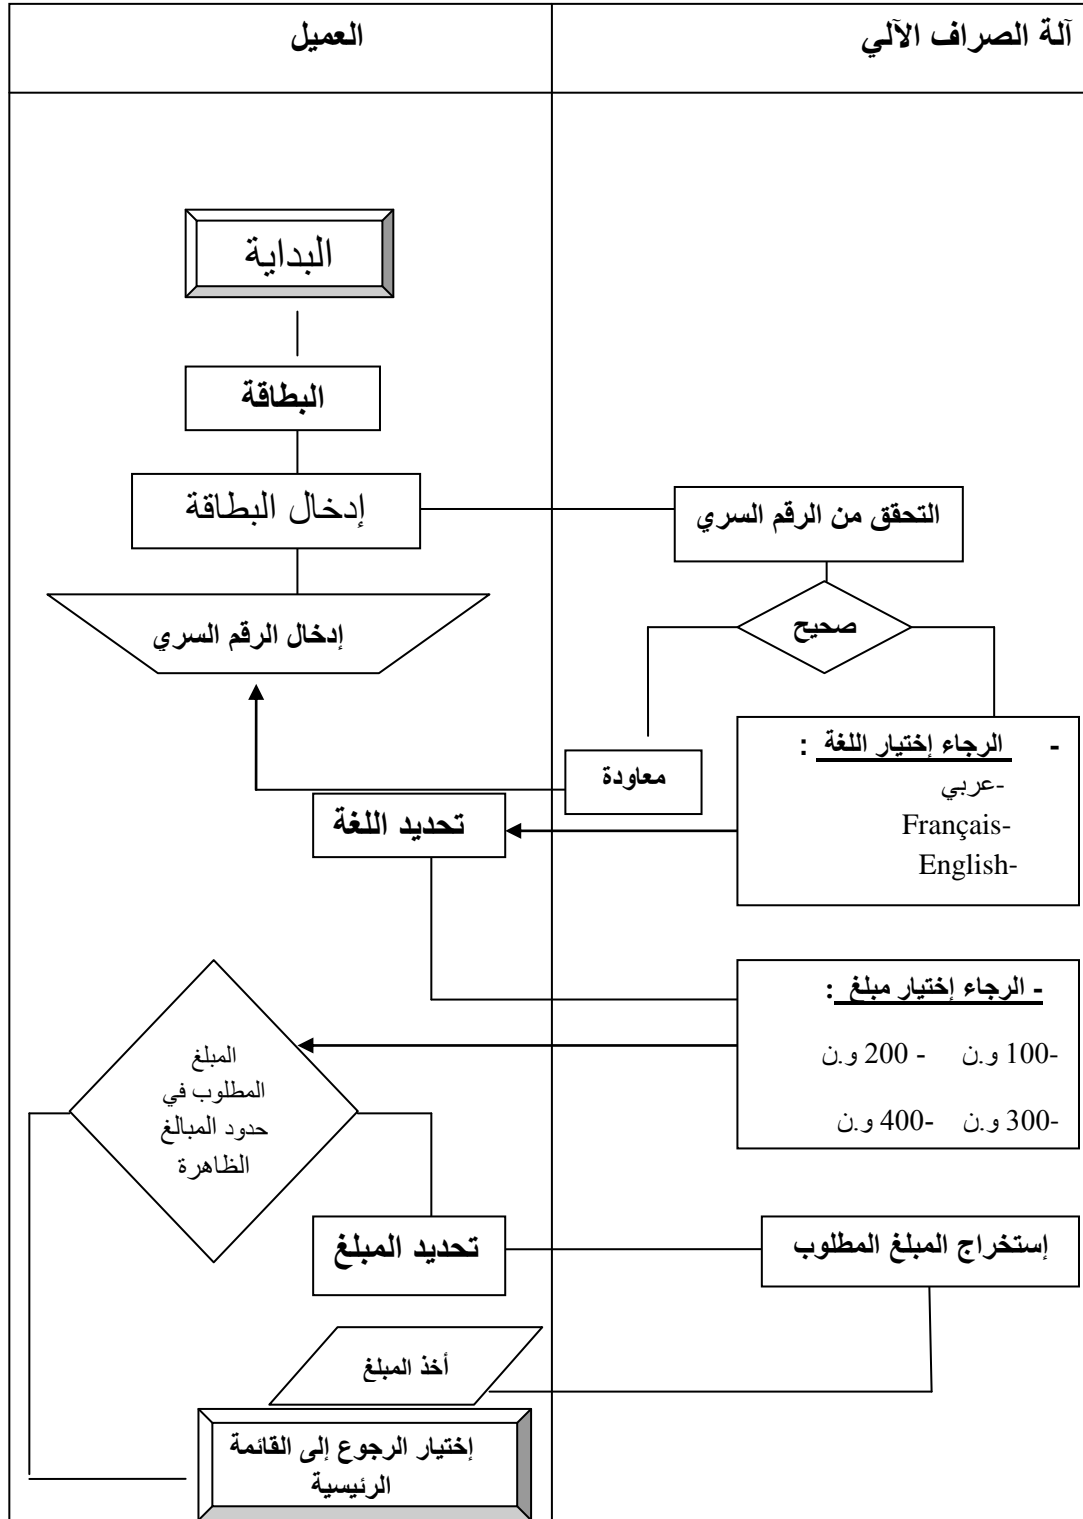 آلة الصراف الآلي
العميل
البداية
البطاقة
إدخال البطاقة
التحقق من الرقم السري
إدخال الرقم السري
صحيح
- الرجاء إختيار اللغة :
-عربي
Français-
English-
معاودة
تحديد اللغة
- الرجاء إختيار مبلغ :
-100 و.ن - 200 و.ن
-300 و.ن -400 و.ن
المبلغ
المطلوب في
حدود المبالغ
الظاهرة
تحديد المبلغ
إستخراج المبلغ المطلوب
أخذ المبلغ
إختيار الرجوع إلى القائمة
الرئيسية